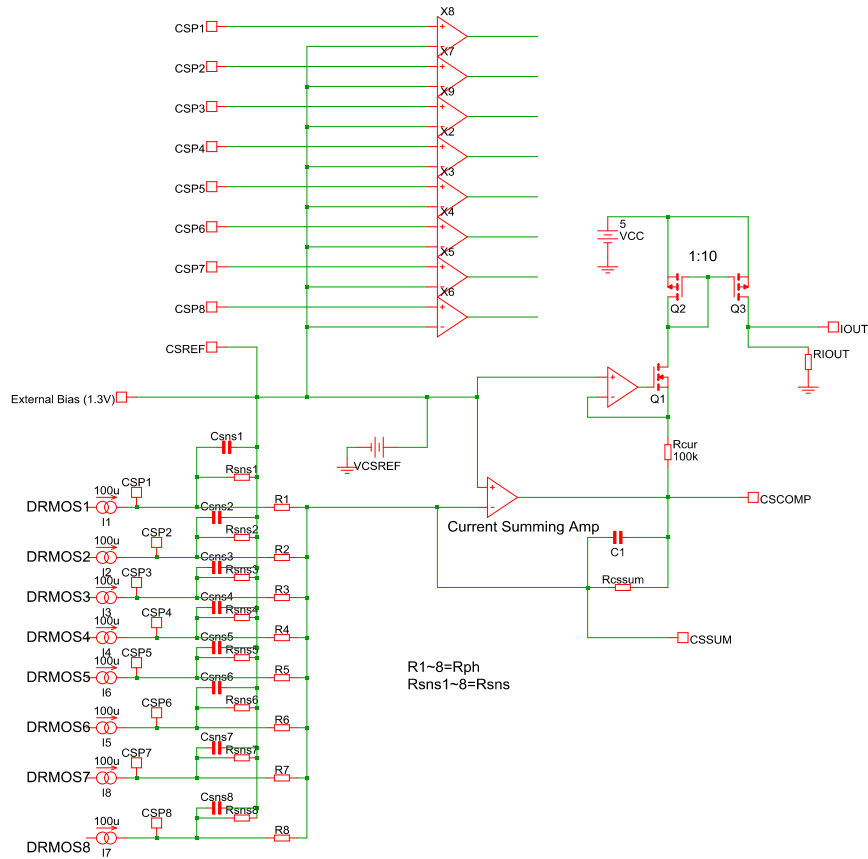 X8
CSP1
X7
CSP2
X9
CSP3
X2
CSP4
X3
CSP5
X4
CSP6
X5
CSP7
X6
CSP8
CSREF
External Bias (1.3V)
5
VCC
1:10
Q2
Q3
IOUT
RIOUT
Q1
Rcur
100k
VCSREF
CSCOMP
Current Summing Amp
C1
Rcssum
CSSUM
R1~8=Rph
Rsns1~8=Rsns
Csns1
Rsns1
CSP1
100u
DRMOS1
I1
R1
Csns2
Rsns2
CSP2
100u
DRMOS2
I2
R2
Csns3
Rsns3
CSP3
100u
DRMOS3
I3
R3
Csns4
Rsns4
CSP4
100u
DRMOS4
I4
R4
Csns5
Rsns5
CSP5
100u
DRMOS5
I6
R5
Csns6
Rsns6
CSP6
100u
DRMOS6
I5
R6
Csns7
Rsns7
CSP7
100u
DRMOS7
I8
R7
Csns8
Rsns8
CSP8
100u
DRMOS8
I7
R8